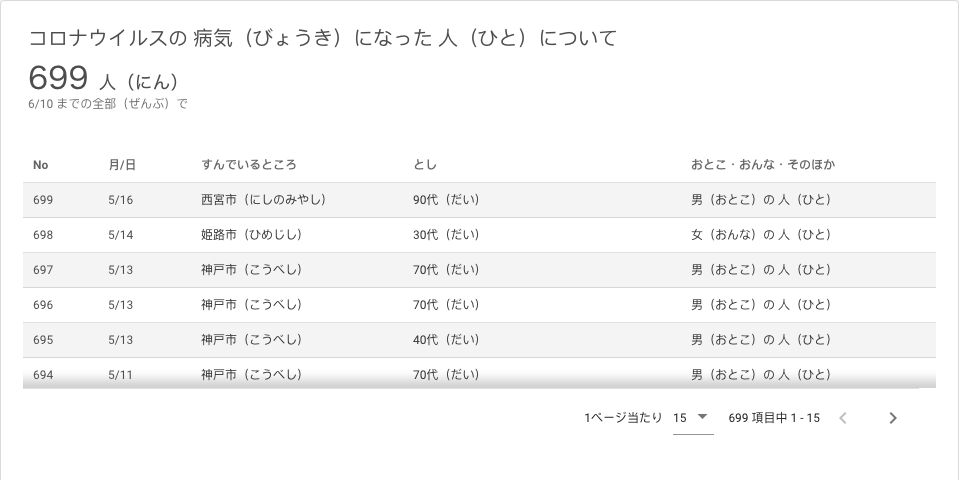 コロナウイルスの 病気（びょうき）になった 人（ひと）について
699 人（にん）
6/10 までの全部（ぜんぶ）で
No 月/日 すんでいるところ とし おとこ・おんな・そのほか
699 5/16 西宮市（にしのみやし） 90代（だい） 男（おとこ）の 人（ひと）
698 5/14 姫路市（ひめじし） 30代（だい） 女（おんな）の 人（ひと）
697 5/13 神戸市（こうべし） 70代（だい） 男（おとこ）の 人（ひと）
696 5/13 神戸市（こうべし） 70代（だい） 男（おとこ）の 人（ひと）
695 5/13 神戸市（こうべし） 40代（だい） 男（おとこ）の 人（ひと）
694 5/11 神戸市（こうべし） 70代（だい） 男（おとこ）の 人（ひと）
1ページ当たり 15 699 項目中 1 - 15